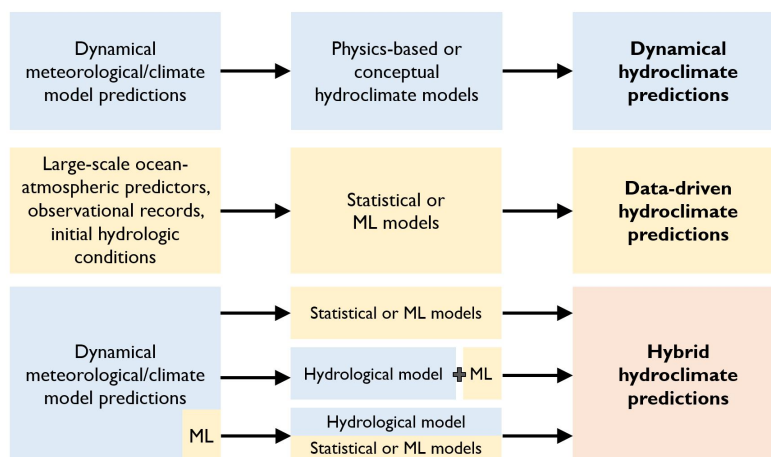 Dynamical
meteorological/climate
model predictions
Physics-based or
conceptual
hydroclimate models
Dynamical
hydroclimate
predictions
Large-scale ocean-
atmospheric predictors,
observational records,
initial hydrologic
conditions
Statistical or
ML models
Data-driven
hydroclimate
predictions
Dynamical
meteorological/climate
model predictions
ML
Statistical or ML models
Hydrological model + ML
Hydrological model
Statistical or ML models
Hybrid
hydroclimate
predictions